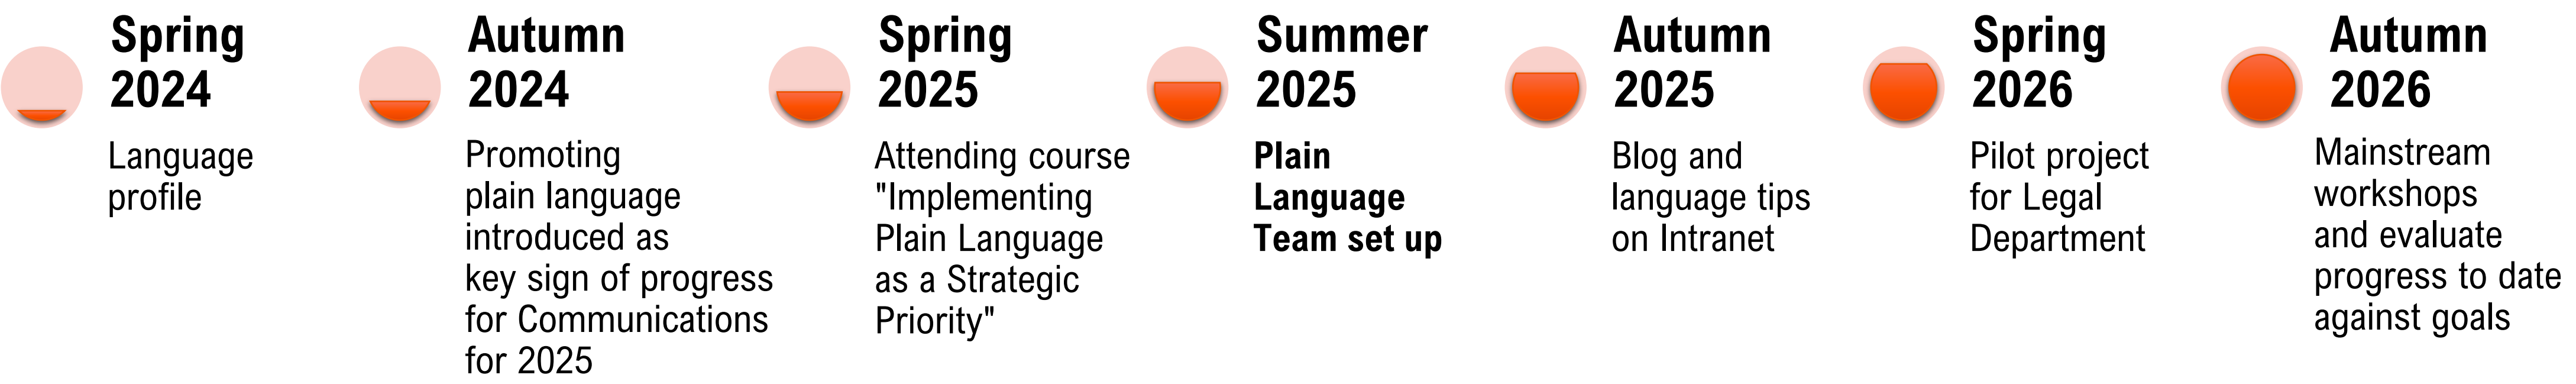 Spring
2024
Language
profile
Autumn
2024
Promoting
plain language
introduced as
key sign of progress
for Communications
for 2025
Spring
2025
Attending course
"Implementing
Plain Language
as a Strategic
Priority"
Summer
2025
Plain
Language
Team set up
Autumn
2025
Blog and
language tips
on Intranet
Spring
2026
Pilot project
for Legal
Department
Autumn
2026
Mainstream
workshops
and evaluate
progress to date
against goals